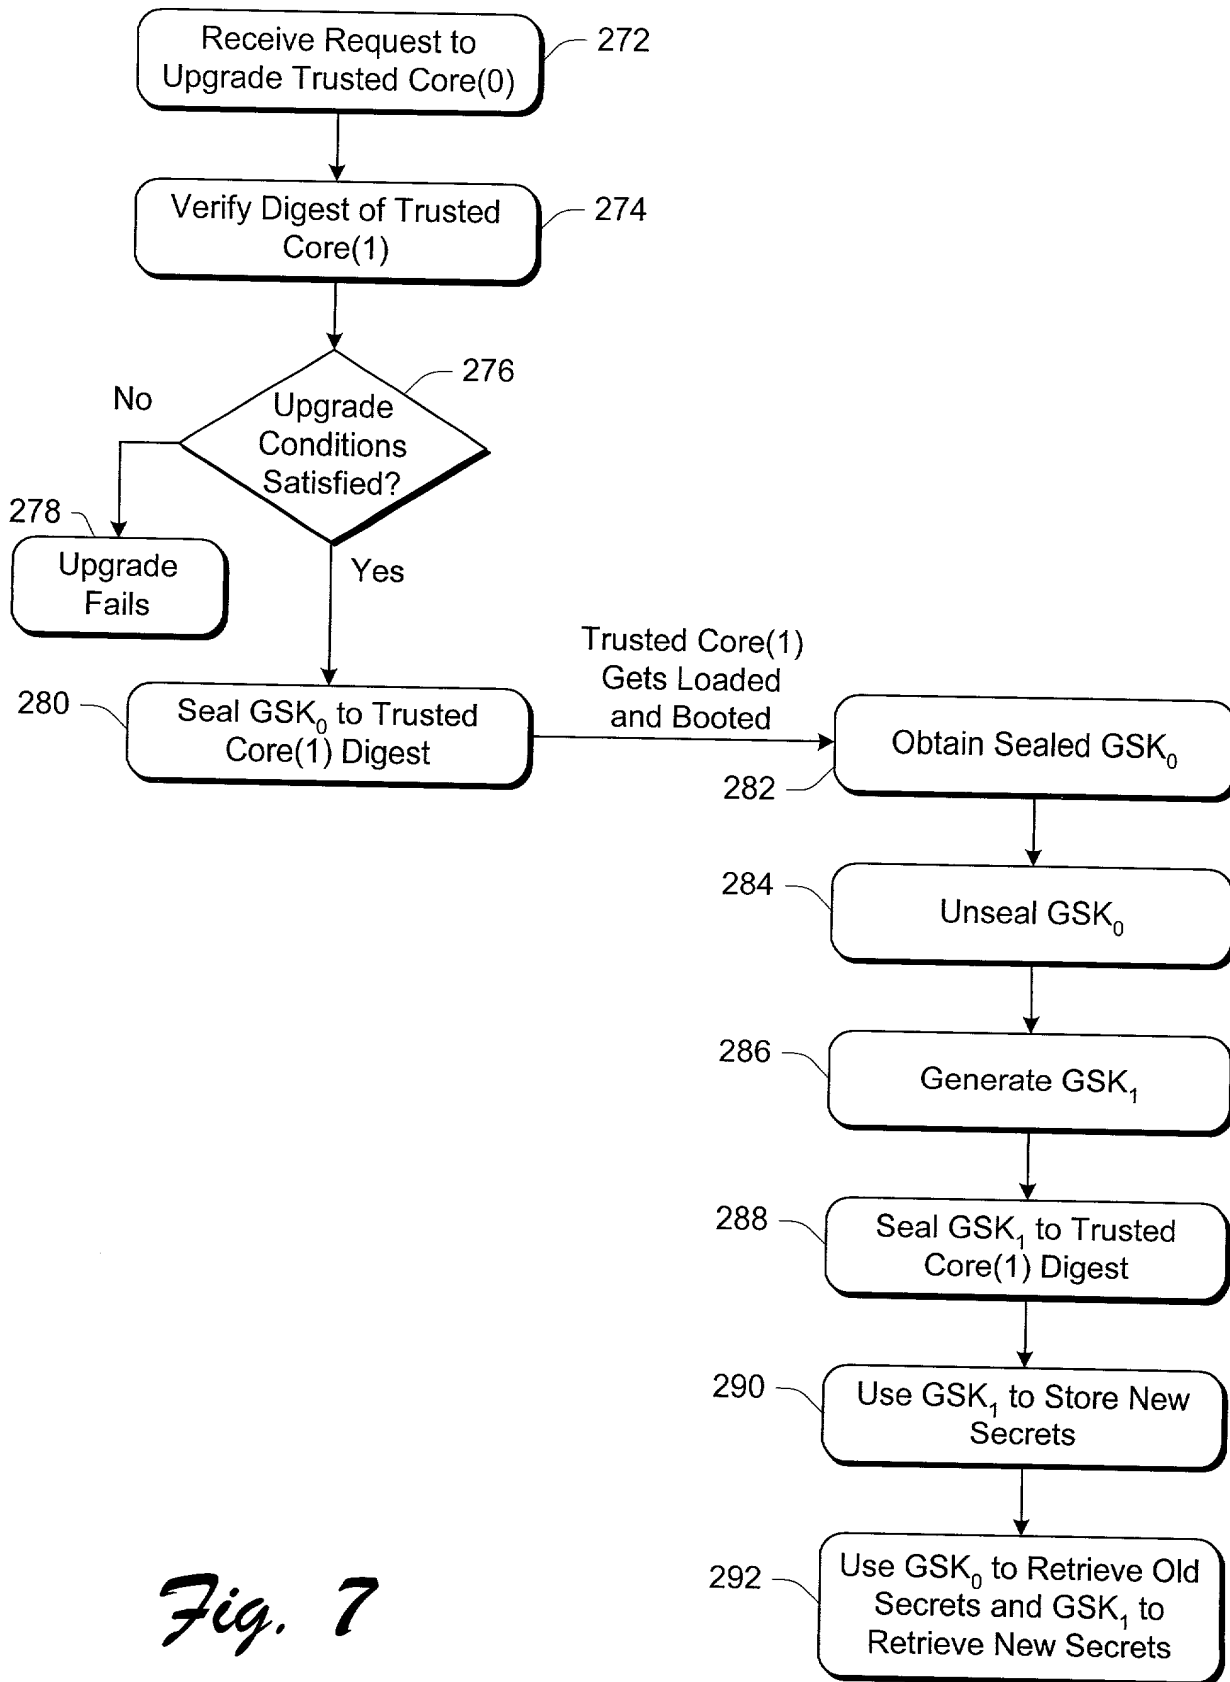 Receive Request to
Upgrade Trusted Core(0)
272
Verify Digest of Trusted
Core(1)
274
276
No
Upgrade
Conditions
Satisfied?
278
Upgrade
Fails
Yes
Trusted Core(1)
Gets Loaded
and Booted
280
Seal GSK₀ to Trusted
Core(1) Digest
Obtain Sealed GSK₀
282
284
Unseal GSK₀
286
Generate GSK₁
288
Seal GSK₁ to Trusted
Core(1) Digest
290
Use GSK₁ to Store New
Secrets
292
Use GSK₀ to Retrieve Old
Secrets and GSK₁ to
Retrieve New Secrets
Fig. 7